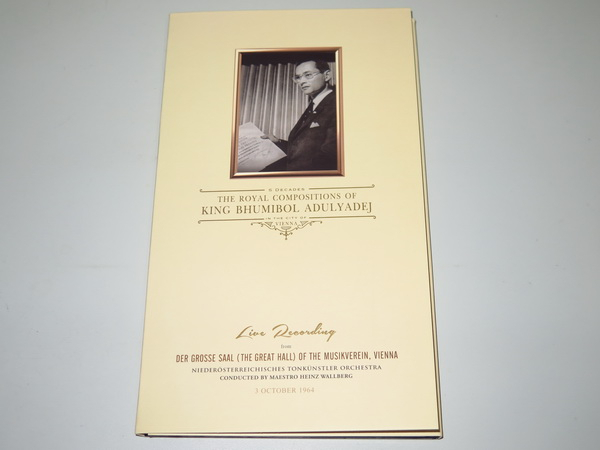 5 DECADES
THE ROYAL COMPOSITIONS OF
KING BHUMIBOL ADULYADEJ
IN THE CITY OF
VIENNA
Live Recording
from
DER GROSSE SAAL (THE GREAT HALL) OF THE MUSIKVEREIN, VIENNA
NIEDERÖSTERREICHISCHES TONKÜNSTLER ORCHESTRA
CONDUCTED BY MAESTRO HEINZ WALLBERG
3 OCTOBER 1964